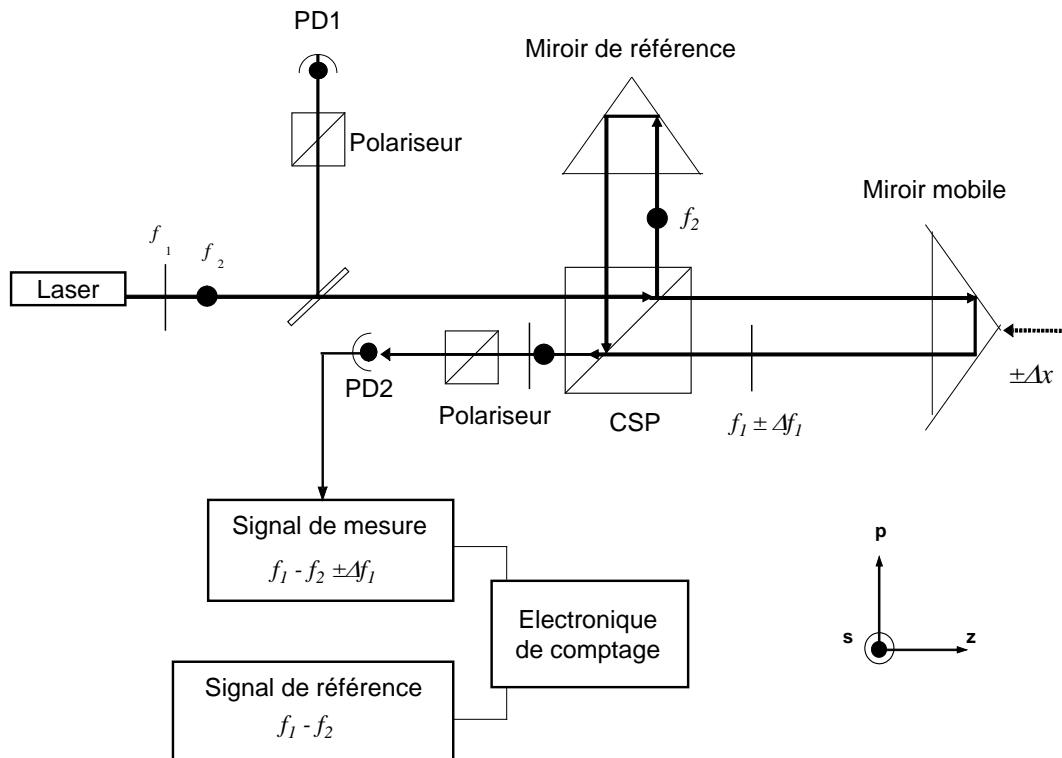 PD1
Miroir de référence
Polariseur
Miroir mobile
f1
f2
f2
Laser
±Δx
PD2
Polariseur
CSP
f1 ± Δf1
Signal de mesure
f1 - f2 ±Δf1
p
Electronique
de comptage
s
z
Signal de référence
f1 - f2